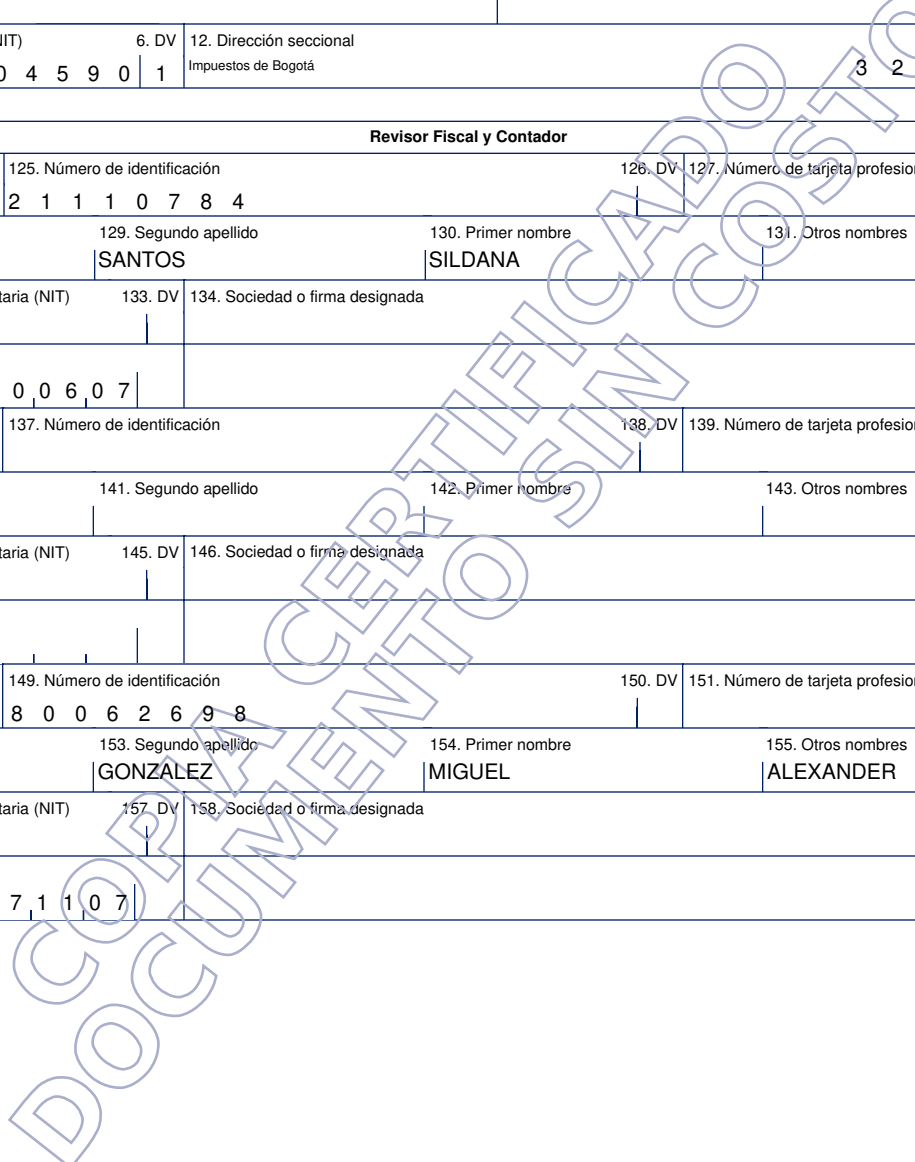 NIT) 6. DV 12. Dirección seccional
0 4 5 9 0 1 Impuestos de Bogotá 3 2
Revisor Fiscal y Contador
125. Número de identificación 126. DV 127. Número de tarjeta profesion
2 1 1 1 0 7 8 4
129. Segundo apellido 130. Primer nombre 131. Otros nombres
SANTOS SILDANA
taria (NIT) 133. DV 134. Sociedad o firma designada
0 0 6 0 7
137. Número de identificación 138. DV 139. Número de tarjeta profesion
141. Segundo apellido 142. Primer nombre 143. Otros nombres
taria (NIT) 145. DV 146. Sociedad o firma designada
149. Número de identificación 150. DV 151. Número de tarjeta profesion
8 0 0 6 2 6 9 8
153. Segundo apellido 154. Primer nombre 155. Otros nombres
GONZALEZ MIGUEL ALEXANDER
taria (NIT) 157. DV 158. Sociedad o firma designada
7 1 1 0 7
COPIA CERTIFICADO
DOCUMENTO SIN COSTO